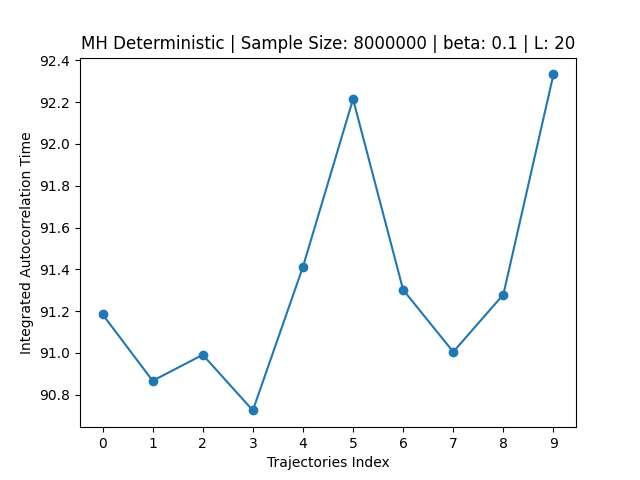 MH Deterministic | Sample Size: 8000000 | beta: 0.1 | L: 20
92.4
92.2
92.0
91.8
91.6
91.4
91.2
91.0
90.8
Integrated Autocorrelation Time
0 1 2 3 4 5 6 7 8 9
Trajectories Index